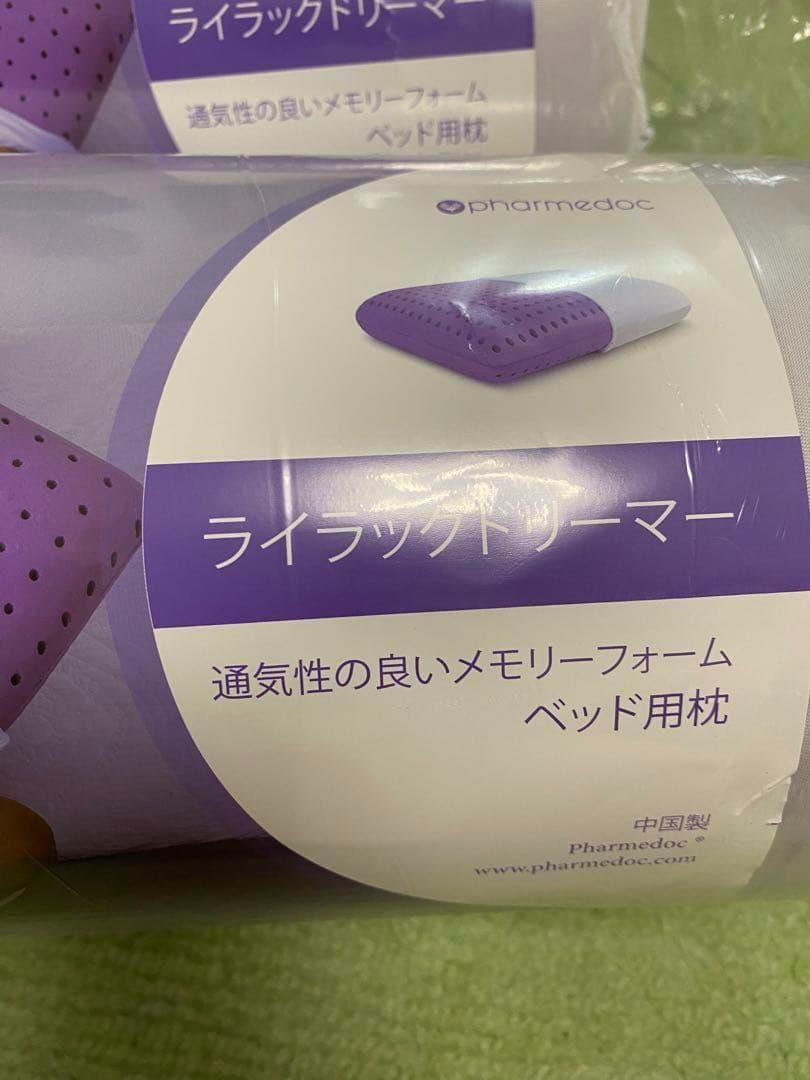 ライラックドリーマー
通気性の良いメモリーフォーム
ベッド用枕
pharmedoc
ライラックドリーマー
通気性の良いメモリーフォーム
ベッド用枕
中国製
Pharmedoc ®
www.pharmedoc.com